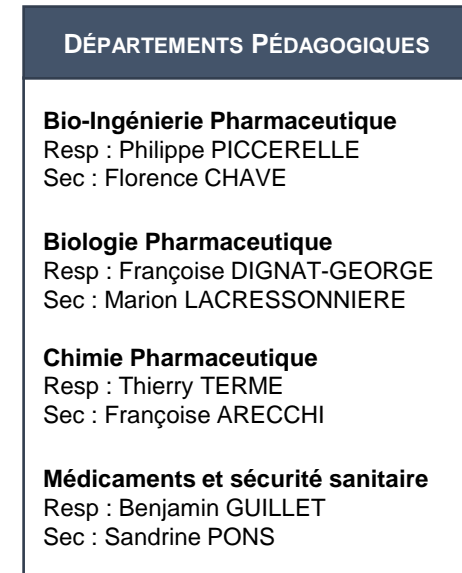 DÉPARTEMENTS PÉDAGOGIQUES
Bio-Ingénierie Pharmaceutique
Resp : Philippe PICCERELLE
Sec : Florence CHAVE
Biologie Pharmaceutique
Resp : Françoise DIGNAT-GEORGE
Sec : Marion LACRESSONNIERE
Chimie Pharmaceutique
Resp : Thierry TERME
Sec : Françoise ARECCHI
Médicaments et sécurité sanitaire
Resp : Benjamin GUILLET
Sec : Sandrine PONS